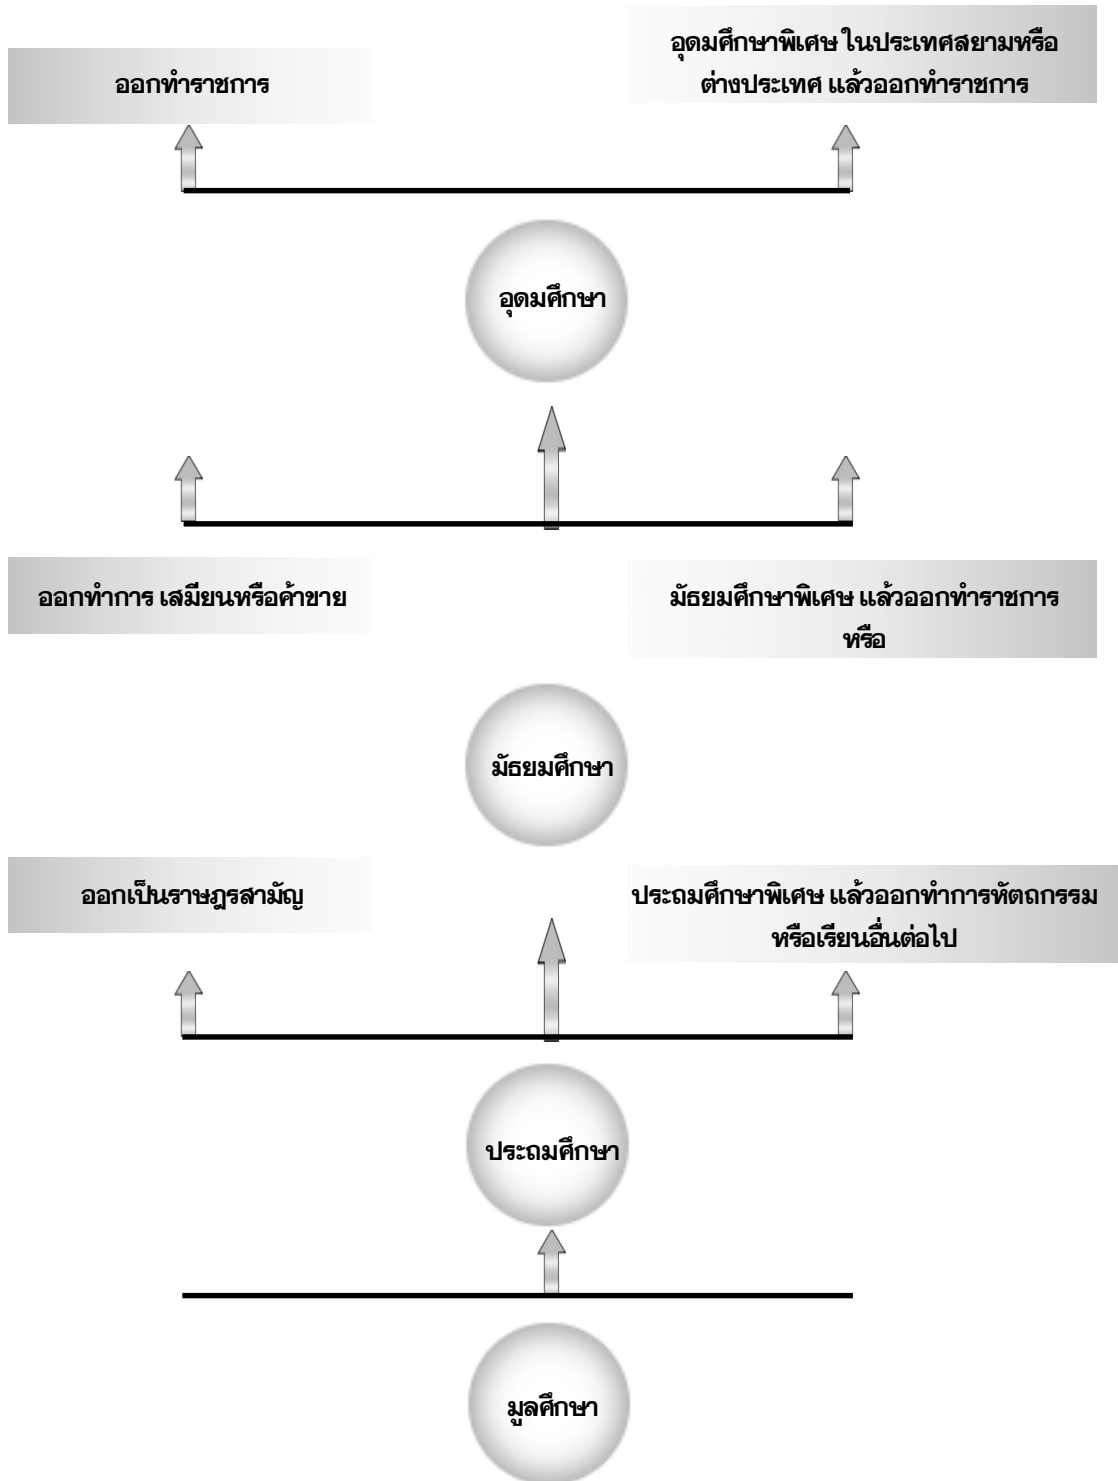 ออกทำราชการ
อุดมศึกษาพิเศษ ในประเทศสยามหรือ
ต่างประเทศ แล้วออกทำราชการ
อุดมศึกษา
ออกทำการ เสมียนหรือค้าขาย
มัธยมศึกษาพิเศษ แล้วออกทำราชการ
หรือ
มัธยมศึกษา
ออกเป็นราษฎรสามัญ
ประถมศึกษาพิเศษ แล้วออกทำการหัตถกรรม
หรือเรียนอื่นต่อไป
ประถมศึกษา
มูลศึกษา